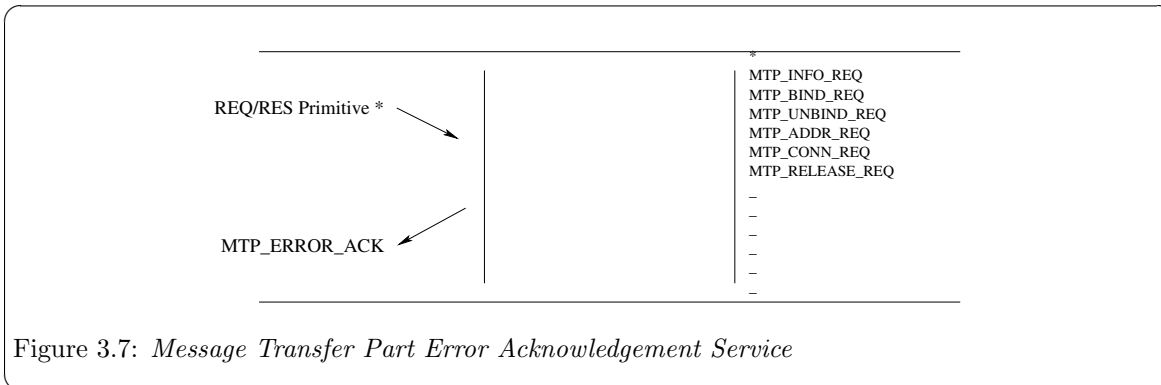 *
MTP_INFO_REQ
REQ/RES Primitive *
MTP_BIND_REQ
MTP_UNBIND_REQ
MTP_ADDR_REQ
MTP_CONN_REQ
MTP_RELEASE_REQ
–
–
–
MTP_ERROR_ACK
–
–
–
Figure 3.7: Message Transfer Part Error Acknowledgement Service